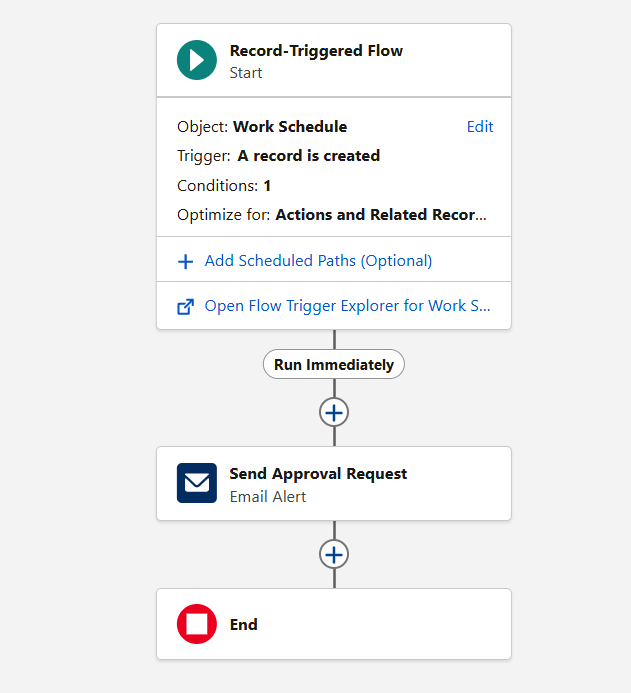 Record-Triggered Flow
Start
Object: Work Schedule Edit
Trigger: A record is created
Conditions: 1
Optimize for: Actions and Related Recor...
Add Scheduled Paths (Optional)
Open Flow Trigger Explorer for Work S...
Run Immediately
Send Approval Request
Email Alert
End